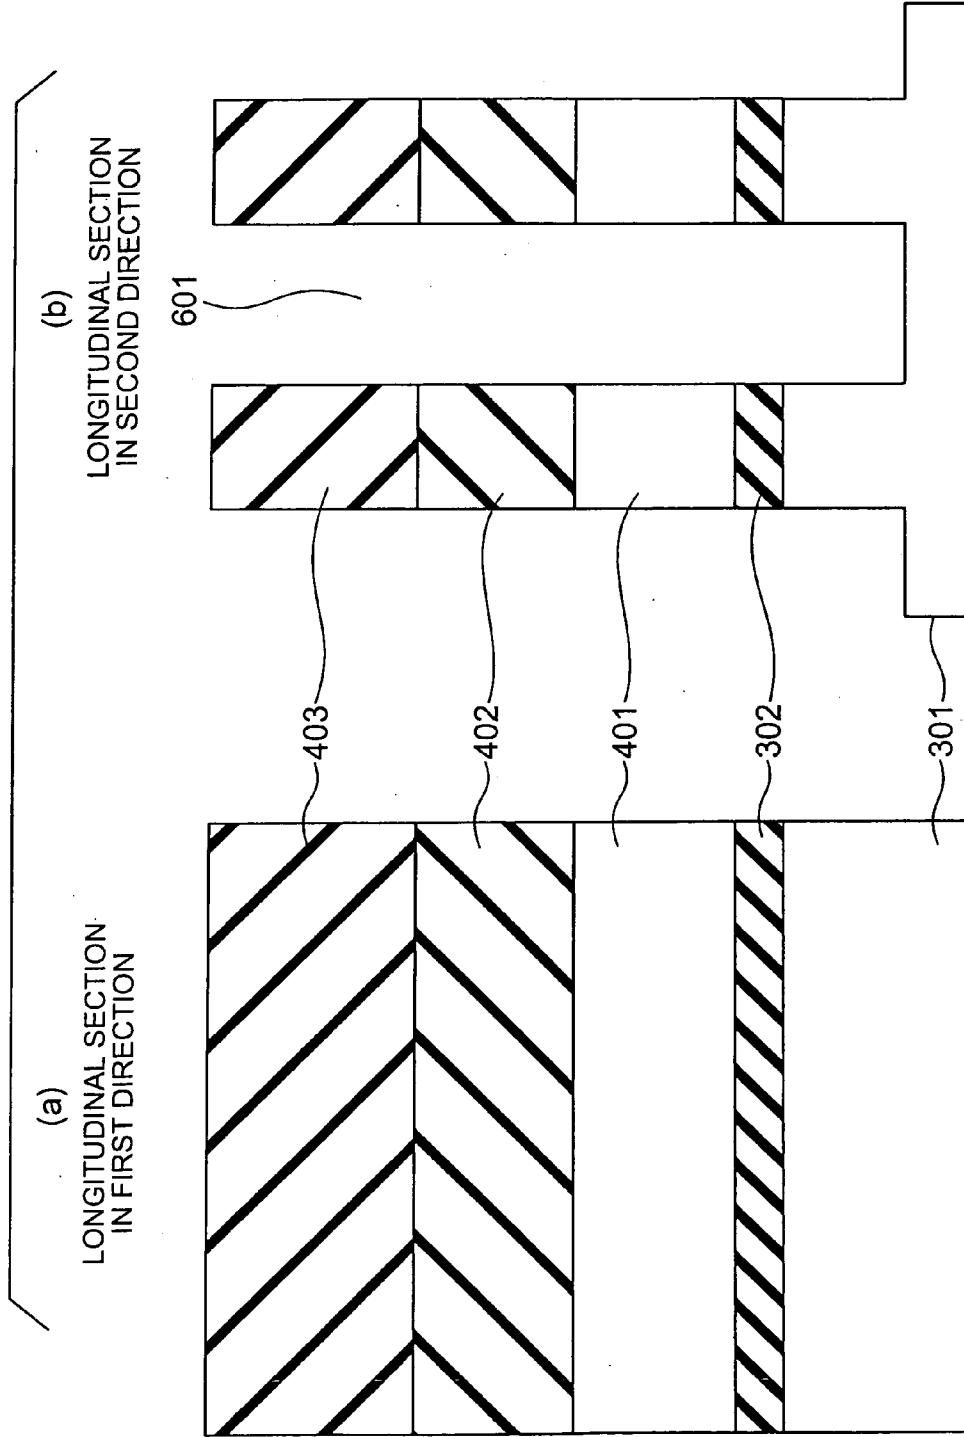 (a)
LONGITUDINAL SECTION
IN FIRST DIRECTION
(b)
LONGITUDINAL SECTION
IN SECOND DIRECTION
601
403
402
401
302
301